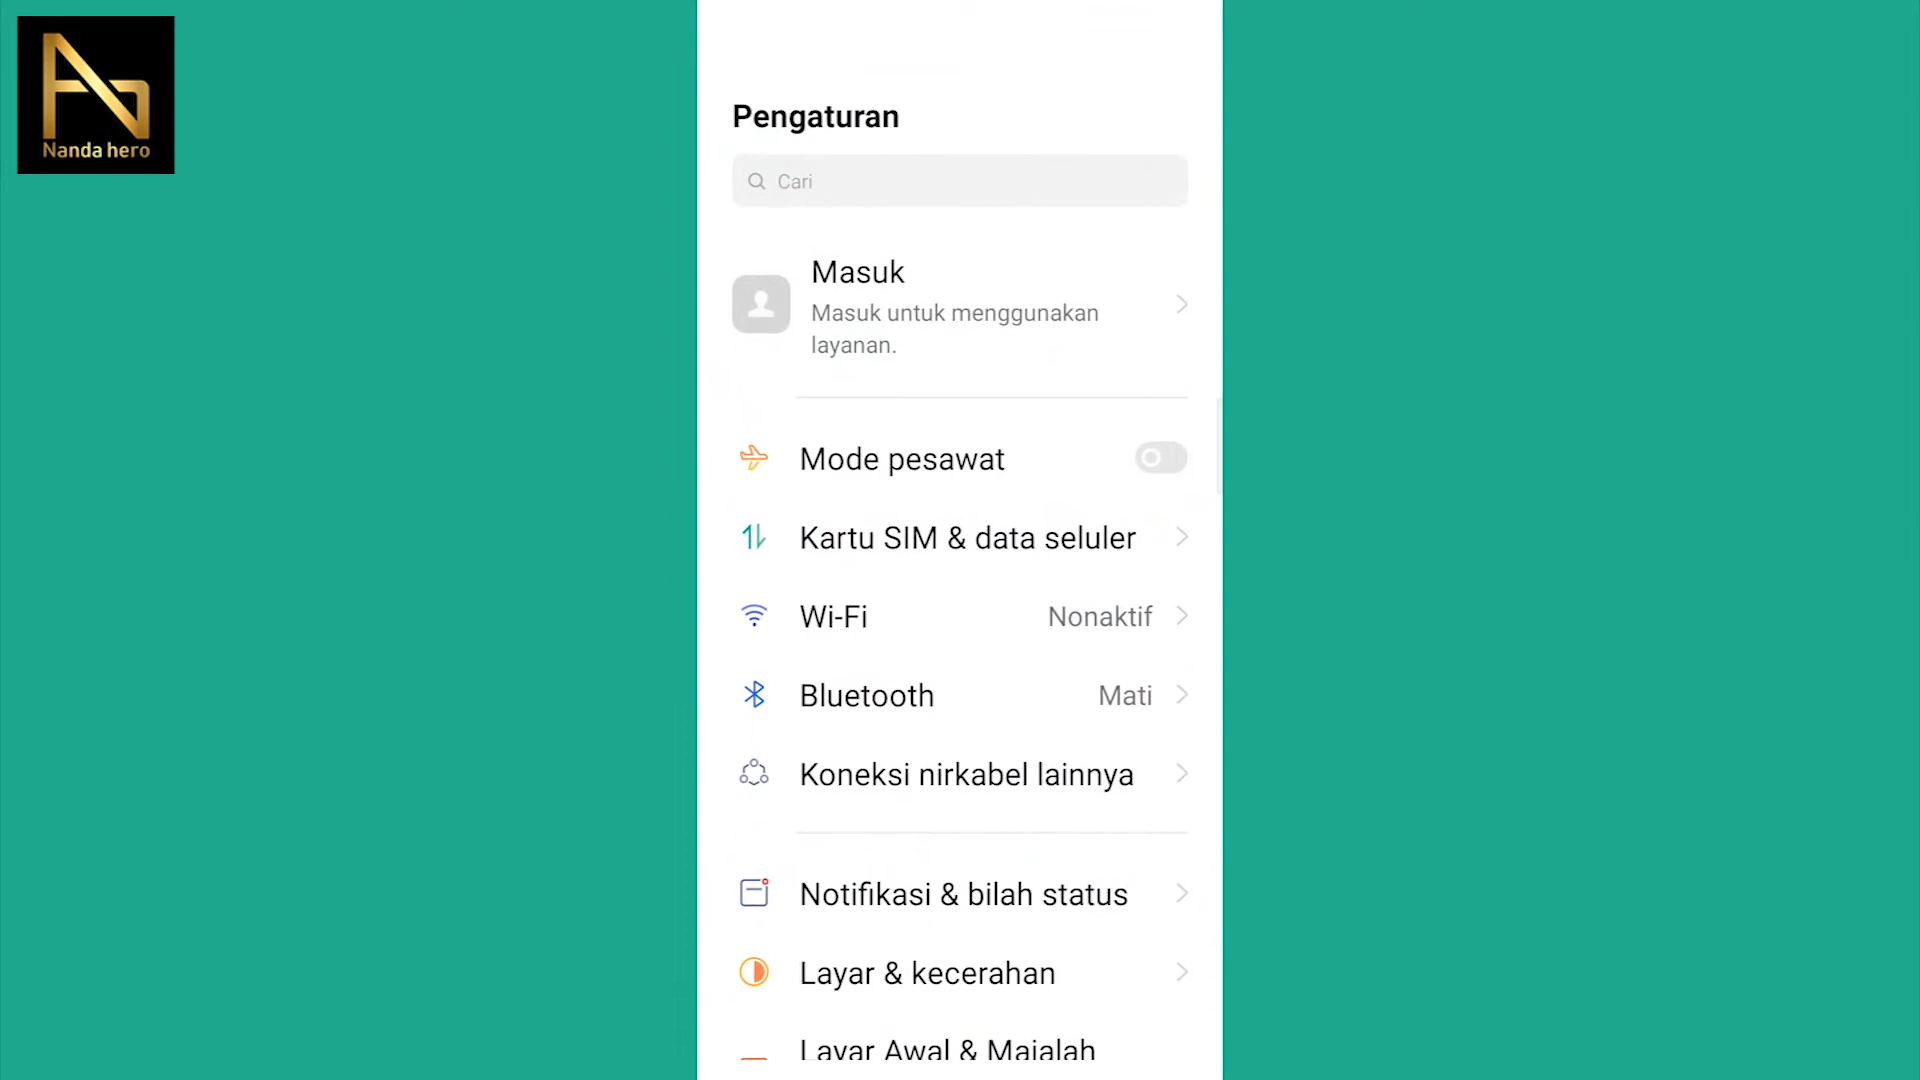 Nanda hero
Pengaturan
Cari
Masuk
Masuk untuk menggunakan
layanan.
Mode pesawat
Kartu SIM & data seluler
Wi-Fi
Nonaktif
Bluetooth
Mati
Koneksi nirkabel lainnya
Notifikasi & bilah status
Layar & kecerahan
Layar Awal & Majalah